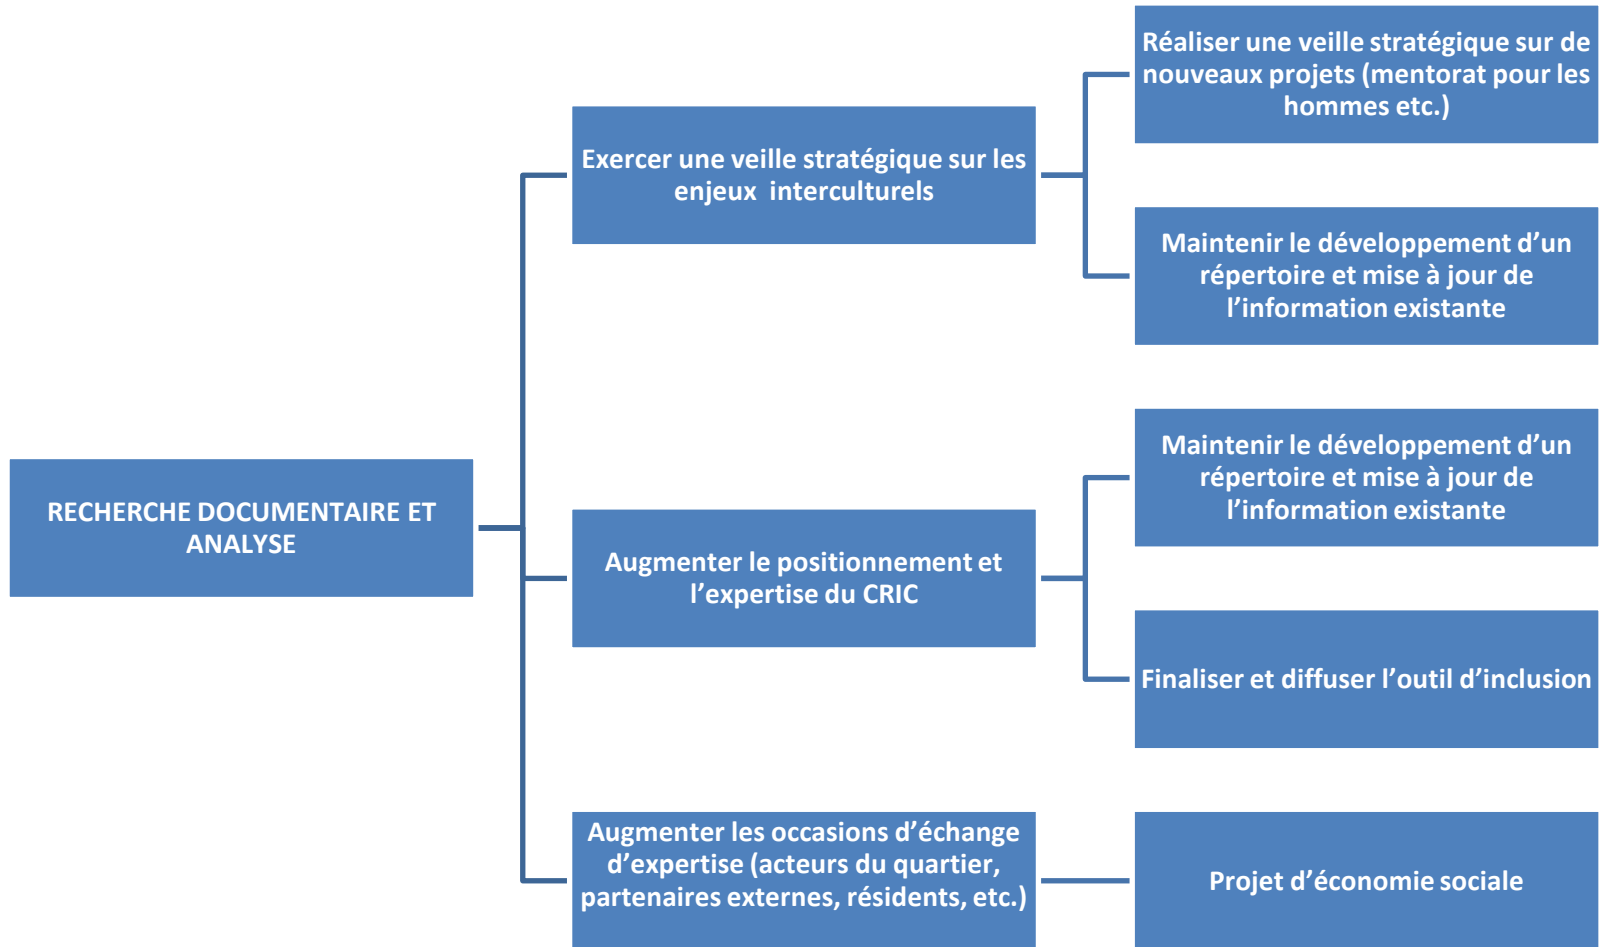 RECHERCHE DOCUMENTAIRE ET
ANALYSE
Exercer une veille stratégique sur les
enjeux  interculturels
Réaliser une veille stratégique sur de
nouveaux projets (mentorat pour les
hommes etc.)
Maintenir le développement d’un
répertoire et mise à jour de
l’information existante
Augmenter le positionnement et
l’expertise du CRIC
Maintenir le développement d’un
répertoire et mise à jour de
l’information existante
Finaliser et diffuser l’outil d’inclusion
Augmenter les occasions d’échange
d’expertise (acteurs du quartier,
partenaires externes, résidents, etc.)
Projet d’économie sociale